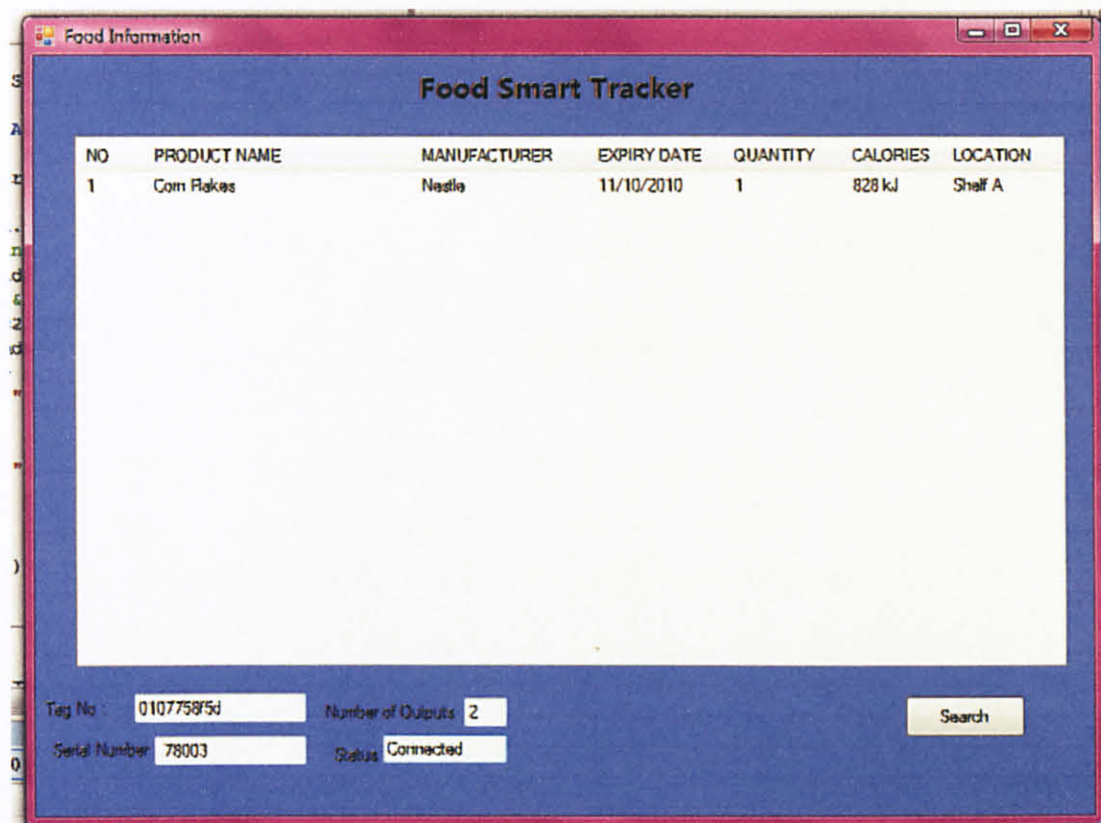 Food Information
Food Smart Tracker
NO PRODUCT NAME MANUFACTURER EXPIRY DATE QUANTITY CALORIES LOCATION
1 Corn Flakes Nestle 11/10/2010 1 828 kJ Shelf A
Tag No : 0107758f5d Number of Outputs 2 Search
Serial Number 78003 Status Connected